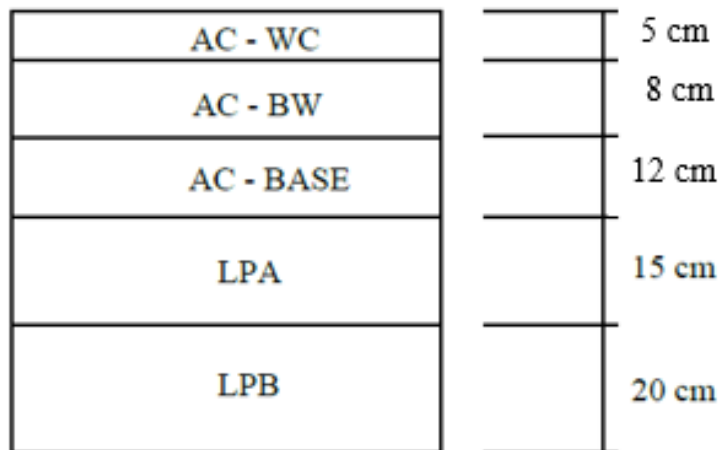 AC - WC
5 cm
AC - BW
8 cm
AC - BASE
12 cm
LPA
15 cm
LPB
20 cm